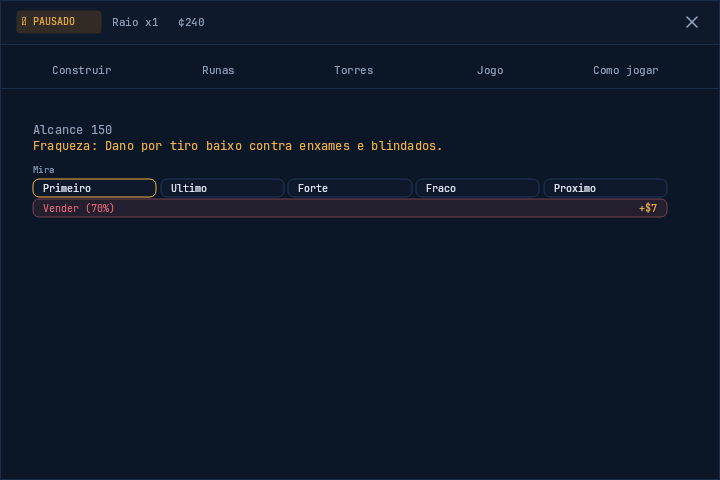 PAUSADO Raio x1 ¢240
Construir Runas Torres Jogo Como jogar
Alcance 150
Fraqueza: Dano por tiro baixo contra enxames e blindados.
Mira
Primeiro Ultimo Forte Fraco Proximo
Vender (70%) +$7